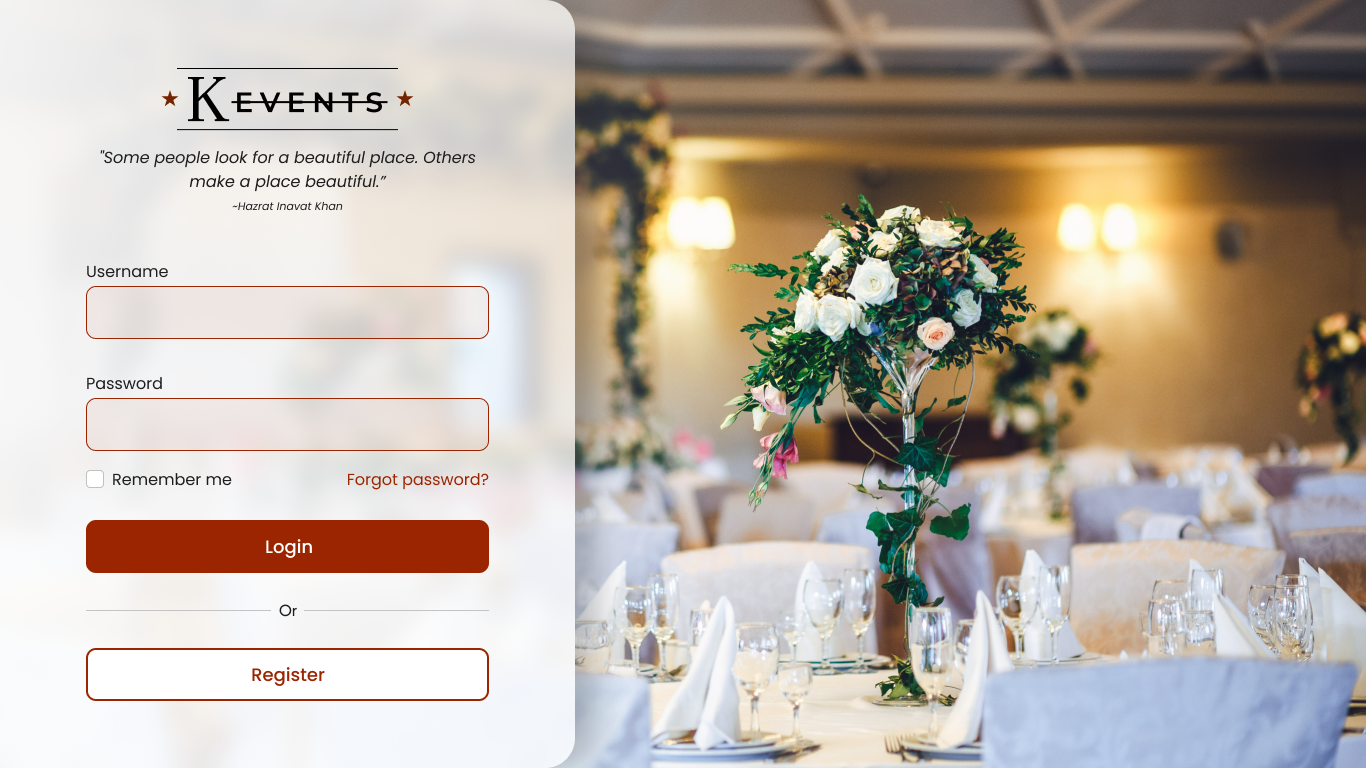 KEVENTS
"Some people look for a beautiful place. Others
make a place beautiful.”
~Hazrat Inavat Khan
Username
Password
Remember me
Forgot password?
Login
Or
Register